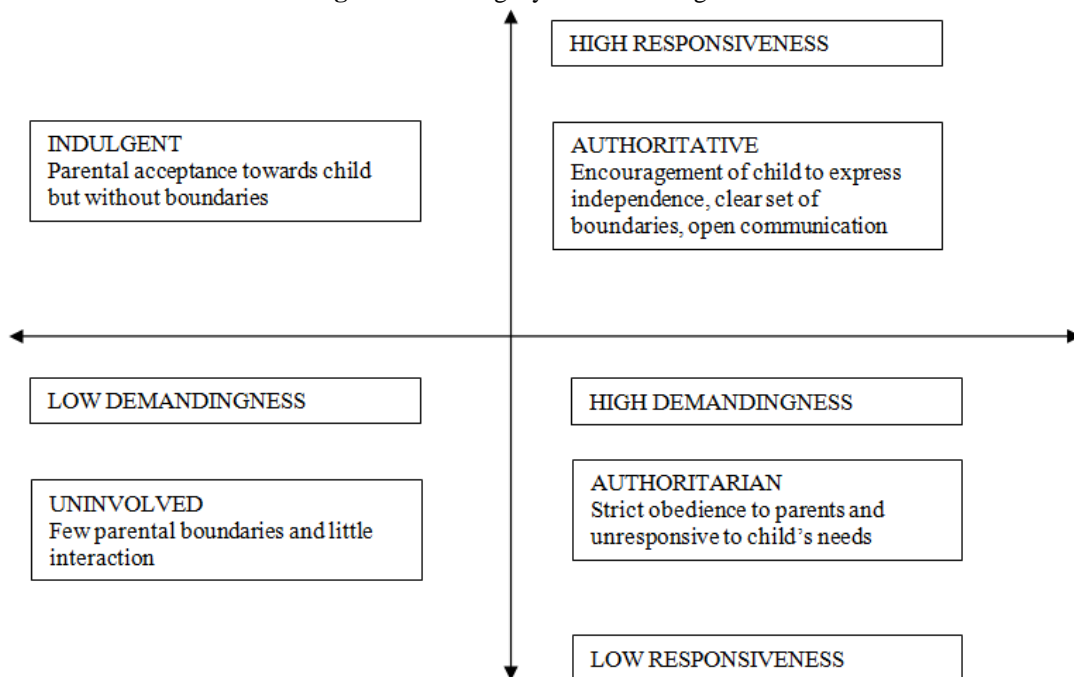 HIGH RESPONSIVENESS
INDULGENT
Parental acceptance towards child
but without boundaries
AUTHORITATIVE
Encouragement of child to express
independence, clear set of
boundaries, open communication
LOW DEMANDINGNESS
HIGH DEMANDINGNESS
UNINVOLVED
Few parental boundaries and little
interaction
AUTHORITARIAN
Strict obedience to parents and
unresponsive to child’s needs
LOW RESPONSIVENESS